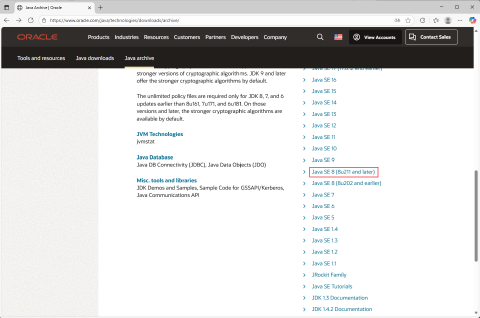 Java Archive | Oracle
https://www.oracle.com/java/technologies/downloads/archive/
ORACLE
Products Industries Resources Customers Partners Developers Company
View Accounts
Contact Sales
Tools and resources Java downloads Java archive
stronger versions of cryptographic algorithms. JDK 9 and later
offer the stronger cryptographic algorithms by default.
The unlimited policy files are required only for JDK 8, 7, and 6
updates earlier than 8u161, 7u171, and 6u181. On those
versions and later, the stronger cryptographic algorithms are
available by default.
JVM Technologies
jvmstat
Java Database
Java DB Connectivity (JDBC), Java Data Objects (JDO)
Misc. tools and libraries
JDK Demos and Samples, Sample Code for GSSAPI/Kerberos,
Java Communications API
Java SE 16
Java SE 15
Java SE 14
Java SE 13
Java SE 12
Java SE 11
Java SE 10
Java SE 9
Java SE 8 (8u211 and later)
Java SE 8 (8u202 and earlier)
Java SE 7
Java SE 6
Java SE 5
Java SE 1.4
Java SE 1.3
Java SE 1.2
Java SE 1.1
JRockit Family
Java SE Tutorials
JDK 1.3 Documentation
JDK 1.4.2 Documentation